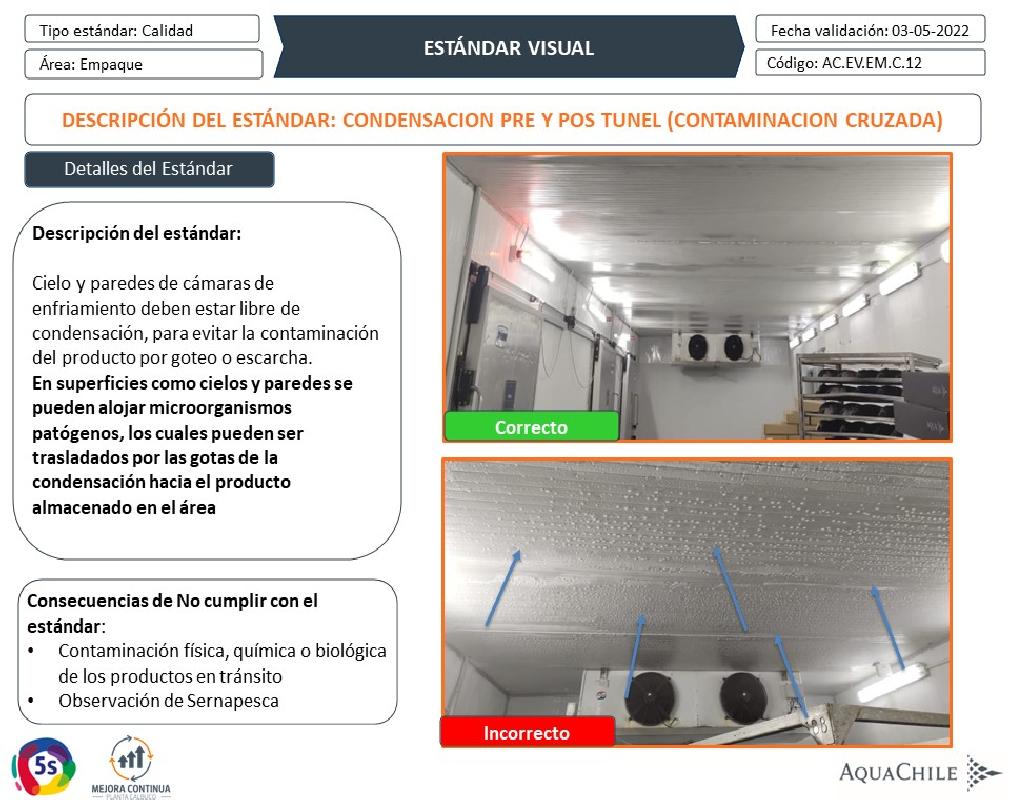 Tipo estándar: Calidad
Área: Empaque
ESTÁNDAR VISUAL
Fecha validación: 03-05-2022
Código: AC.EV.EM.C.12
DESCRIPCIÓN DEL ESTÁNDAR: CONDENSACION PRE Y POS TUNEL (CONTAMINACION CRUZADA)
Detalles del Estándar
Descripción del estándar:
Cielo y paredes de cámaras de
enfriamiento deben estar libre de
condensación, para evitar la contaminación
del producto por goteo o escarcha.
En superficies como cielos y paredes se
pueden alojar microorganismos
patógenos, los cuales pueden ser
trasladados por las gotas de la
condensación hacia el producto
almacenado en el área
Consecuencias de No cumplir con el
estándar:
• Contaminación física, química o biológica
de los productos en tránsito
• Observación de Sernapesca
Correcto
Incorrecto
5s
MEJORA CONTINUA
PLANTA CALBUCO
AQUACHILE